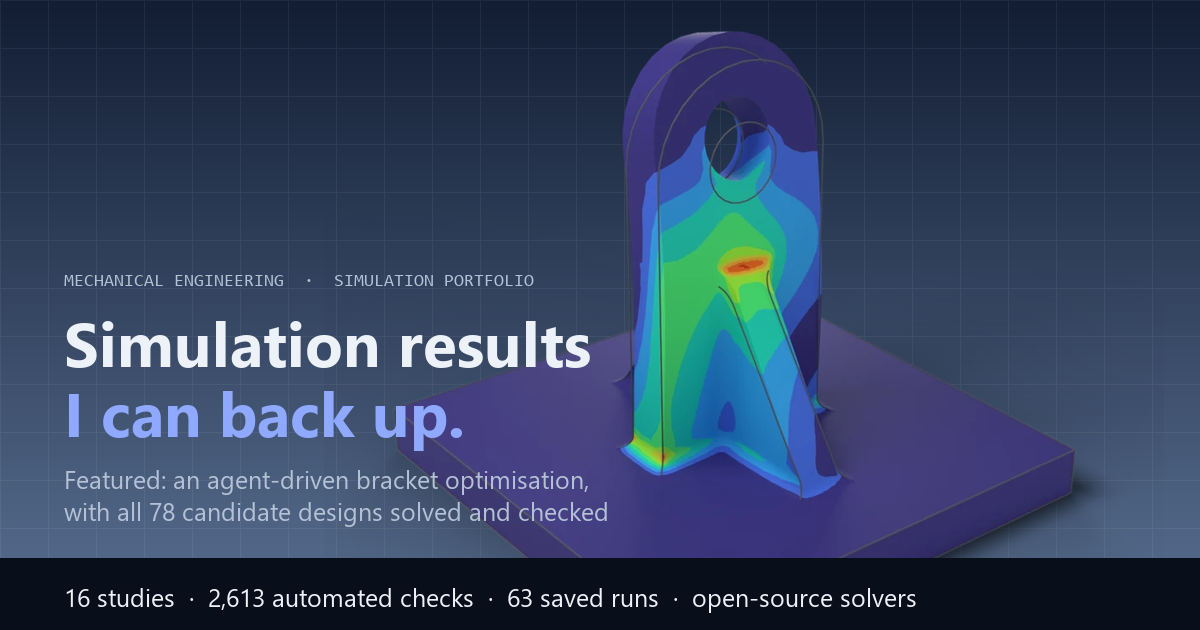 MECHANICAL ENGINEERING · SIMULATION PORTFOLIO
Simulation results
I can back up.
Featured: an agent-driven bracket optimisation,
with all 78 candidate designs solved and checked
16 studies · 2,613 automated checks · 63 saved runs · open-source solvers